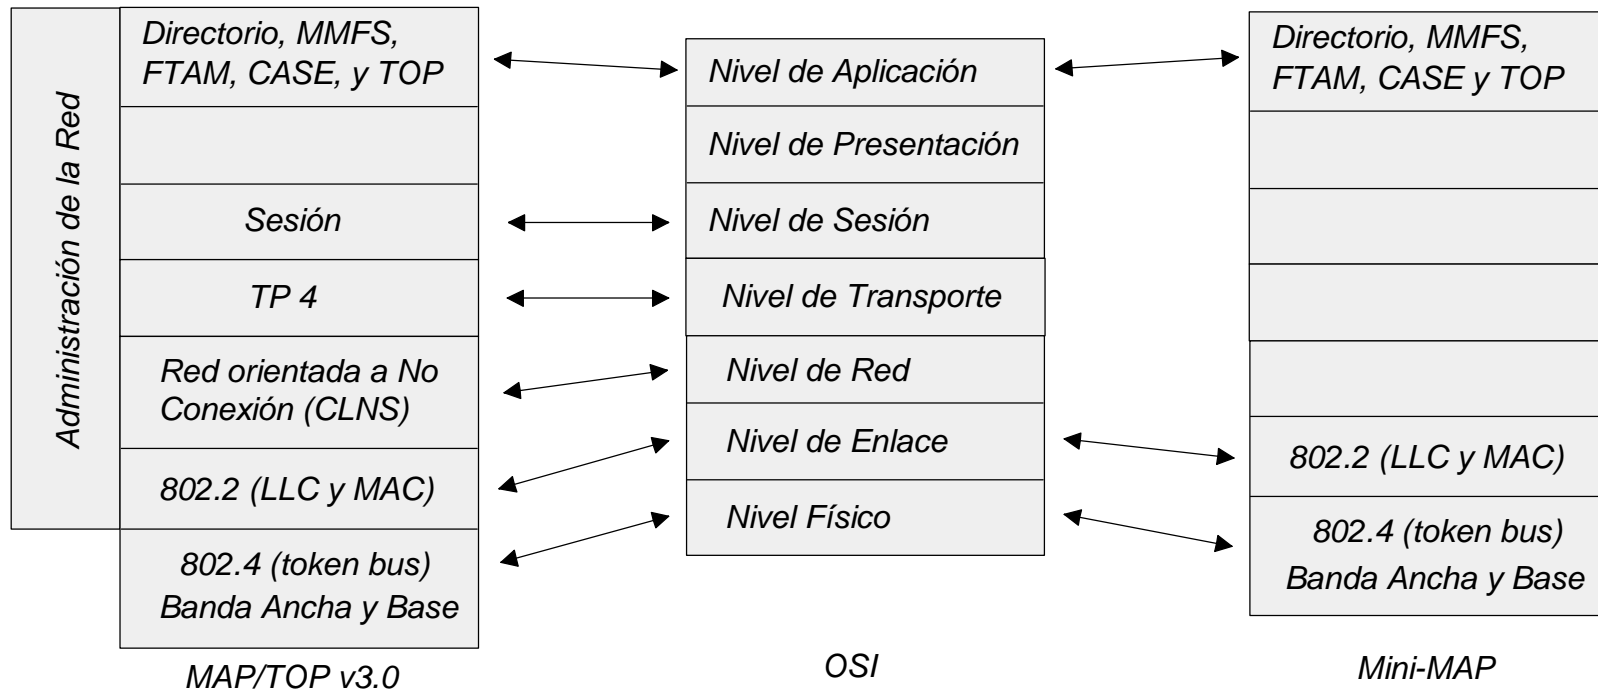 Administración de la Red
Directorio, MMFS,
FTAM, CASE, y TOP
Sesión
TP 4
Red orientada a No
Conexión (CLNS)
802.2 (LLC y MAC)
802.4 (token bus)
Banda Ancha y Base
MAP/TOP v3.0
Nivel de Aplicación
Nivel de Presentación
Nivel de Sesión
Nivel de Transporte
Nivel de Red
Nivel de Enlace
Nivel Físico
OSI
Directorio, MMFS,
FTAM, CASE y TOP
802.2 (LLC y MAC)
802.4 (token bus)
Banda Ancha y Base
Mini-MAP